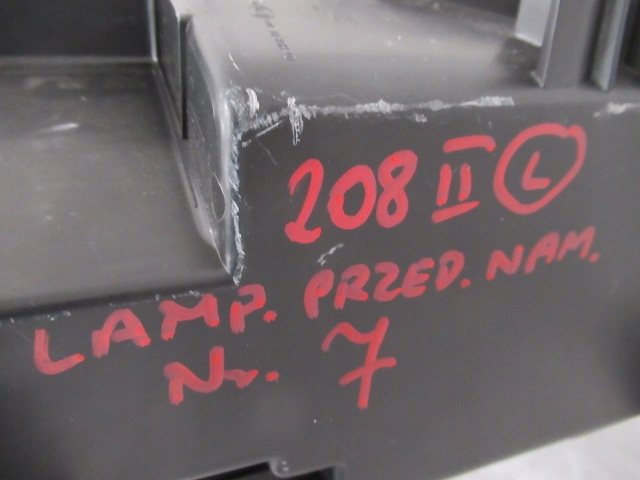 208 II L
LAMP. PRZED. NAM.
Nr. 7